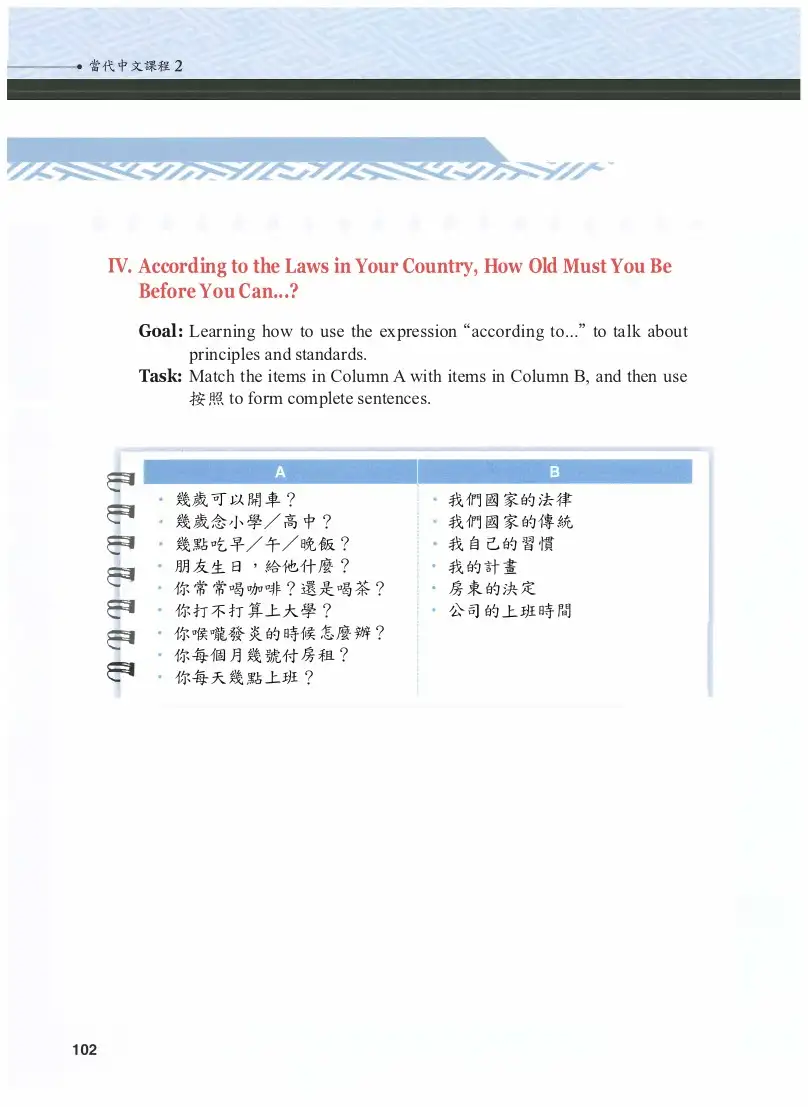 當代中文課程 2
IV. According to the Laws in Your Country, How Old Must You Be
Before You Can...?
Goal: Learning how to use the expression “according to...” to talk about
principles and standards.
Task: Match the items in Column A with items in Column B, and then use
按照 to form complete sentences.
A
• 幾歲可以開車？
• 幾歲念小學／高中？
• 幾點吃早／午／晚飯？
• 朋友生日，給他什麼？
• 你常常喝咖啡？還是喝茶？
• 你打不打算上大學？
• 你喉嚨發炎的時候怎麼辦？
• 你每個月幾號付房租？
• 你每天幾點上班？
B
• 我們國家的法律
• 我們國家的傳統
• 我自己的習慣
• 我的計畫
• 房東的決定
• 公司的上班時間
102